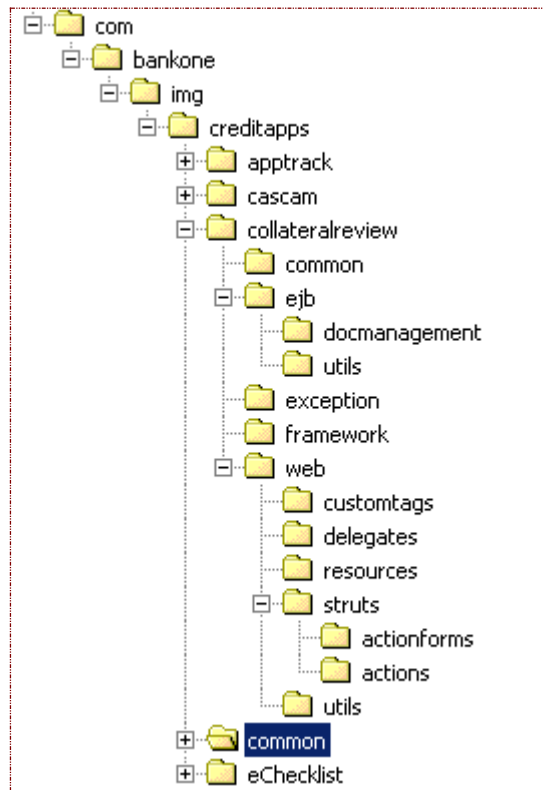 com
bankone
img
creditapps
apptrack
cascam
collateralreview
common
ejb
docmanagement
utils
exception
framework
web
customtags
delegates
resources
struts
actionforms
actions
utils
common
eChecklist